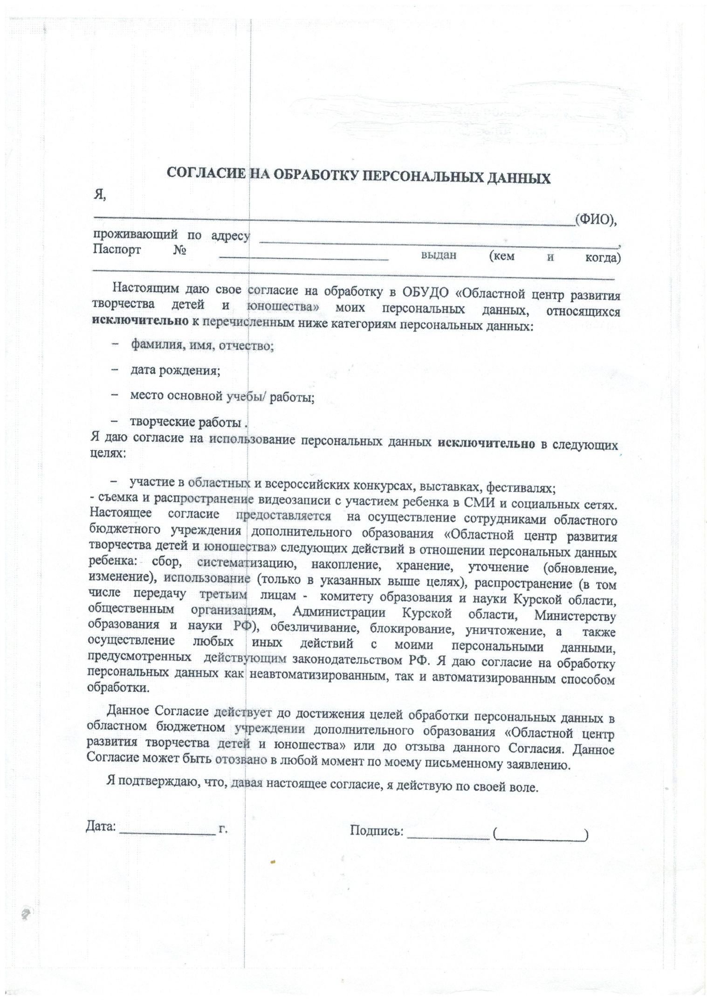 СОГЛАСИЕ НА ОБРАБОТКУ ПЕРСОНАЛЬНЫХ ДАННЫХ
Я,
_______________(ФИО),
проживающий по адресу _______________,
Паспорт № _______________ выдан (кем и когда)
_______________
Настоящим даю свое согласие на обработку в ОБУДО «Областной центр развития
творчества детей и юношества» моих персональных данных, относящихся
исключительно к перечисленным ниже категориям персональных данных:
– фамилия, имя, отчество;
– дата рождения;
– место основной учебы/ работы;
– творческие работы .
Я даю согласие на использование персональных данных исключительно в следующих
целях:
– участие в областных и всероссийских конкурсах, выставках, фестивалях;
- съемка и распространение видеозаписи с участием ребенка в СМИ и социальных сетях.
Настоящее согласие предоставляется на осуществление сотрудниками областного
бюджетного учреждения дополнительного образования «Областной центр развития
творчества детей и юношества» следующих действий в отношении персональных данных
ребенка: сбор, систематизацию, накопление, хранение, уточнение (обновление,
изменение), использование (только в указанных выше целях), распространение (в том
числе передачу третьим лицам - комитету образования и науки Курской области,
общественным организациям, Администрации Курской области, Министерству
образования и науки РФ), обезличивание, блокирование, уничтожение, а также
осуществление любых иных действий с моими персональными данными,
предусмотренных действующим законодательством РФ. Я даю согласие на обработку
персональных данных как неавтоматизированным, так и автоматизированным способом
обработки.
Данное Согласие действует до достижения целей обработки персональных данных в
областном бюджетном учреждении дополнительного образования «Областной центр
развития творчества детей и юношества» или до отзыва данного Согласия. Данное
Согласие может быть отозвано в любой момент по моему письменному заявлению.
Я подтверждаю, что, давая настоящее согласие, я действую по своей воле.
Дата: _______________ г. Подпись: _____________ (______________)